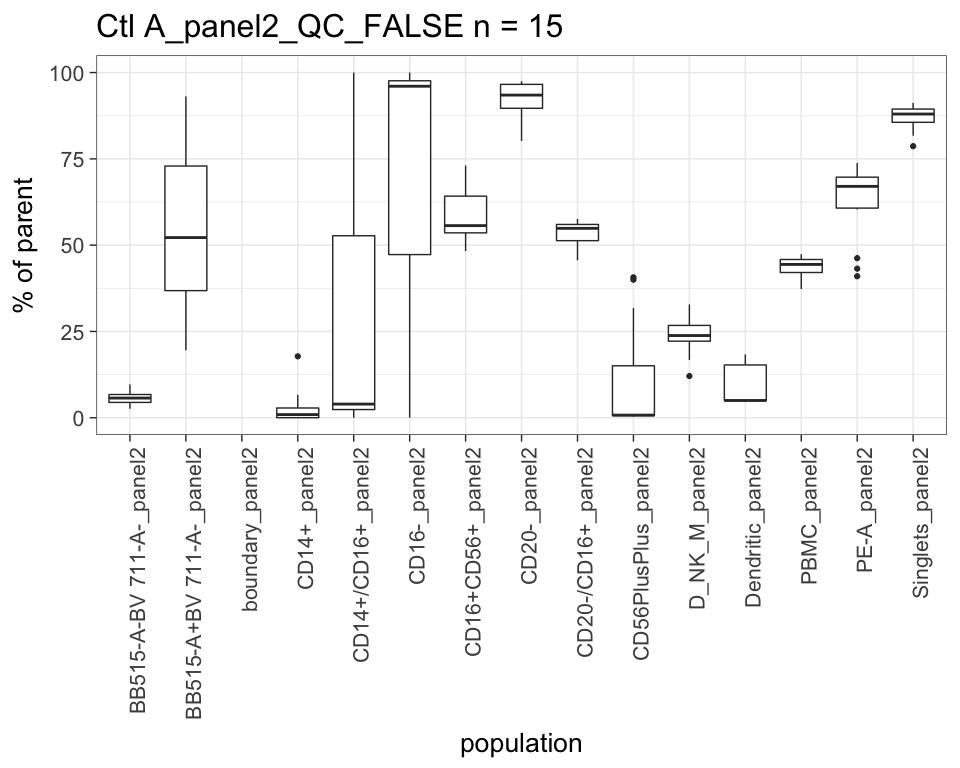 Ctl A_panel2_QC_FALSE n = 15
% of parent
100
75
50
25
0
BB515-A-BV 711-A-_panel2
BB515-A+BV 711-A-_panel2
boundary_panel2
CD14+_panel2
CD14+/CD16+_panel2
CD16-_panel2
CD16+CD56+_panel2
CD20-_panel2
CD20-/CD16+_panel2
CD56PlusPlus_panel2
D_NK_M_panel2
Dendritic_panel2
PBMC_panel2
PE-A_panel2
Singlets_panel2
population